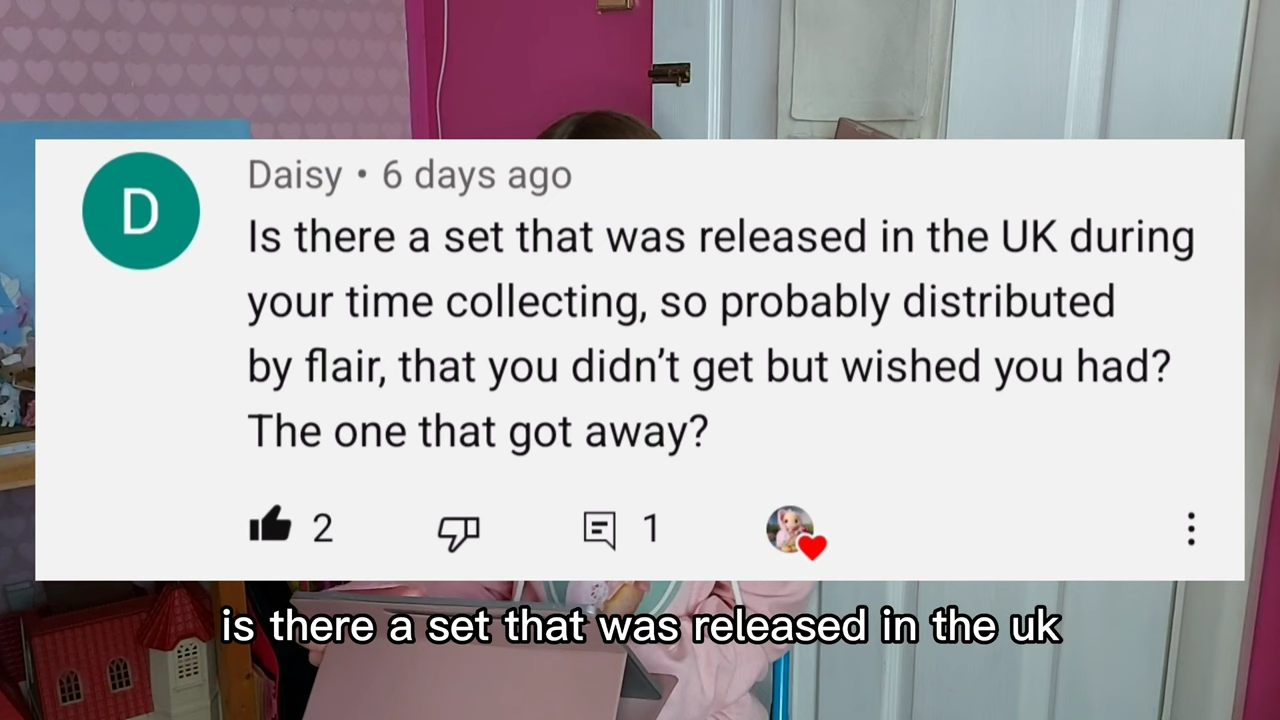 D
Daisy • 6 days ago
Is there a set that was released in the UK during
your time collecting, so probably distributed
by flair, that you didn’t get but wished you had?
The one that got away?
2
1
is there a set that was released in the uk